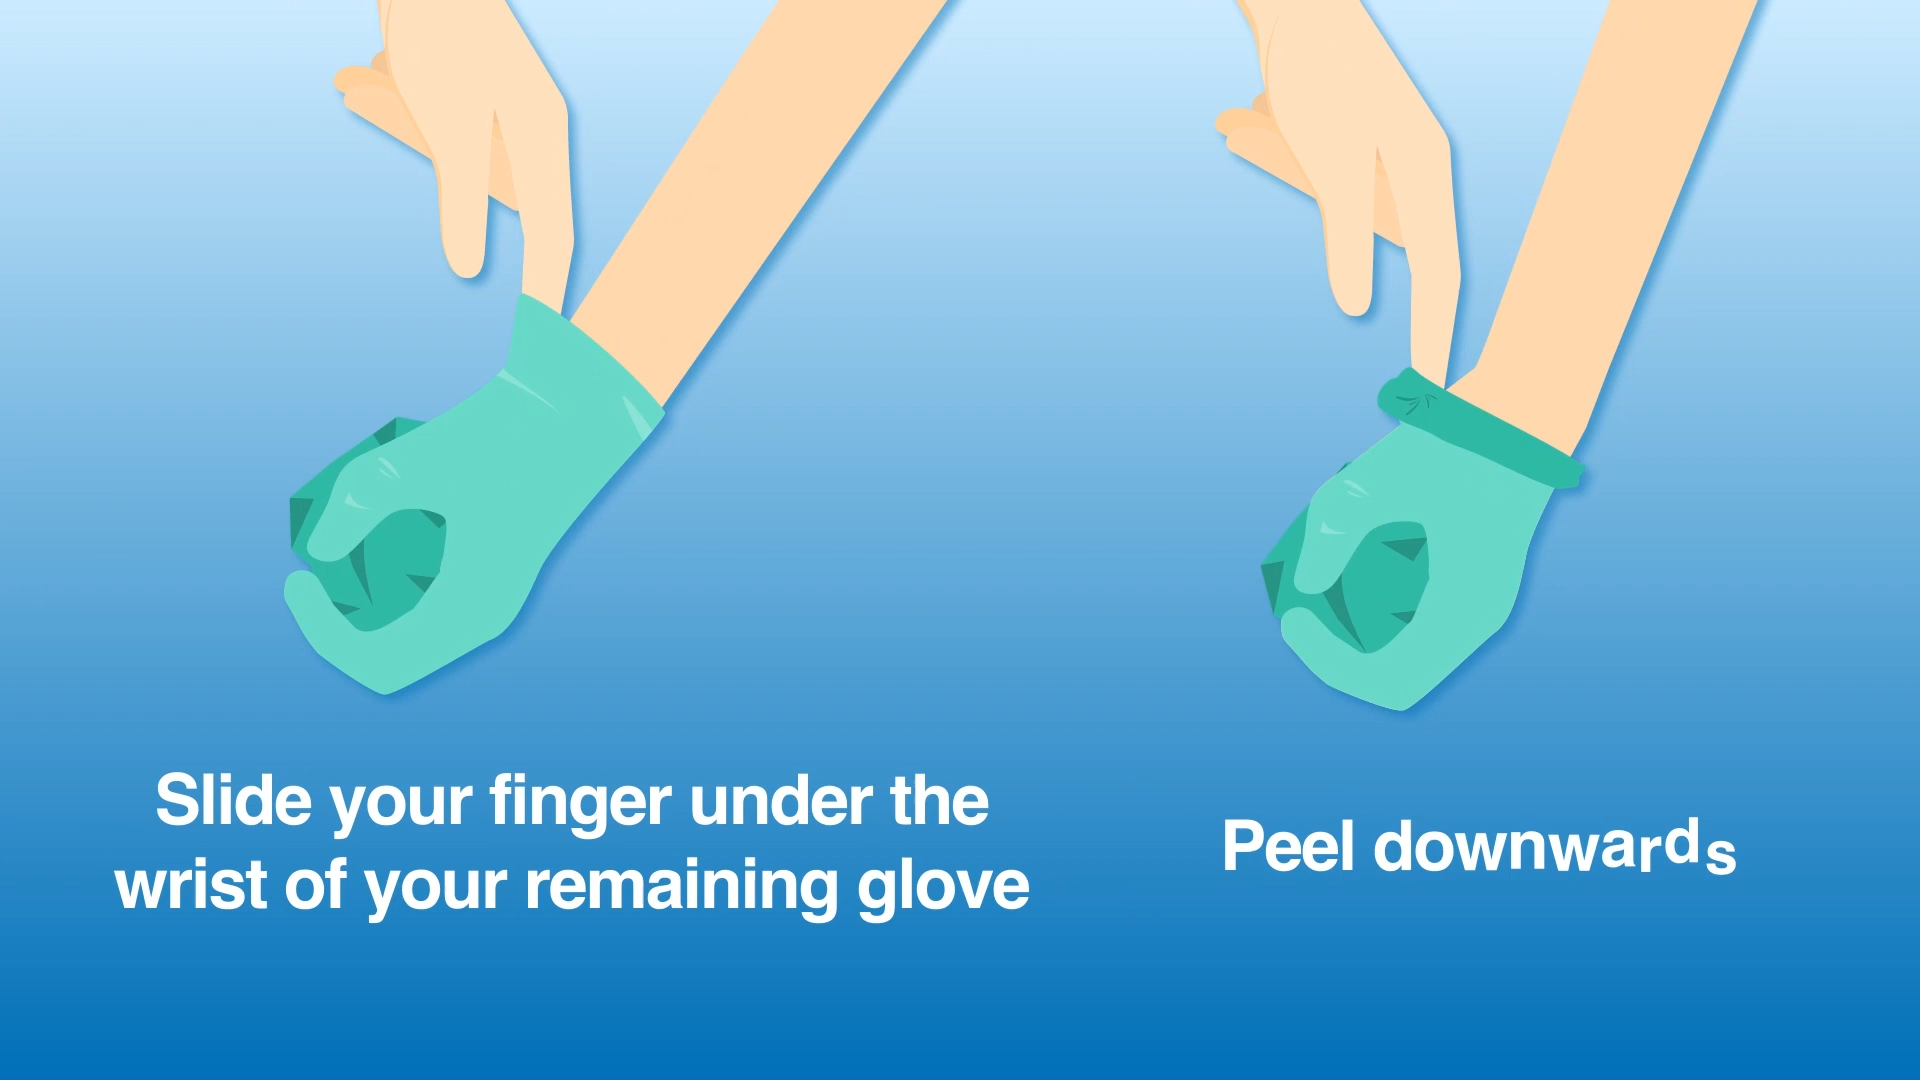 Slide your finger under the
wrist of your remaining glove
Peel downwards